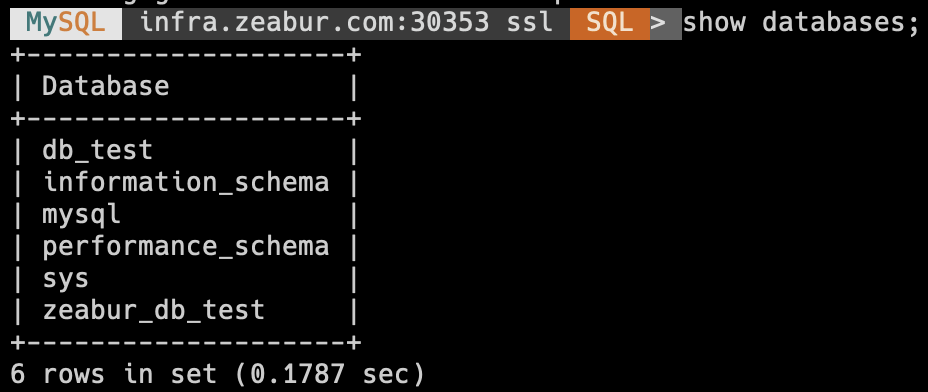 MySQL infra.zeabur.com:30353 ssl SQL > show databases;
+--------------------+
| Database           |
+--------------------+
| db_test            |
| information_schema |
| mysql              |
| performance_schema |
| sys                |
| zeabur_db_test     |
+--------------------+
6 rows in set (0.1787 sec)